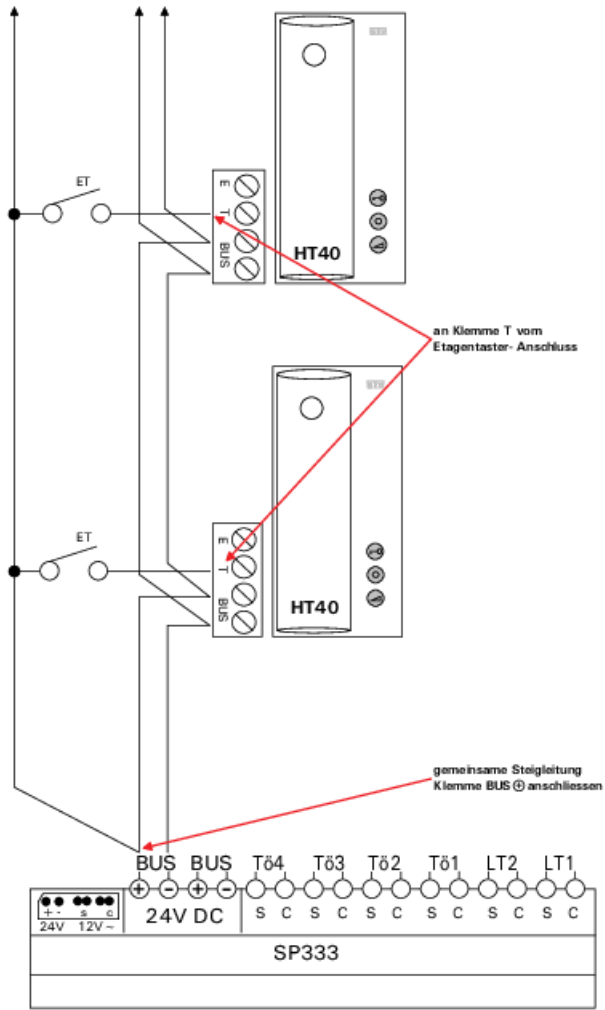 ET
E
T
BUS
HT40
an Klemme T vom
Etagentaster- Anschluss
ET
E
T
BUS
HT40
gemeinsame Steigleitung
Klemme BUS ⊕ anschliessen
BUS BUS Tö4 Tö3 Tö2 Tö1 LT2 LT1
+ - + -
S C S C S C S C S C S C
+ - s c
24V 12V ~
24V DC
SP333